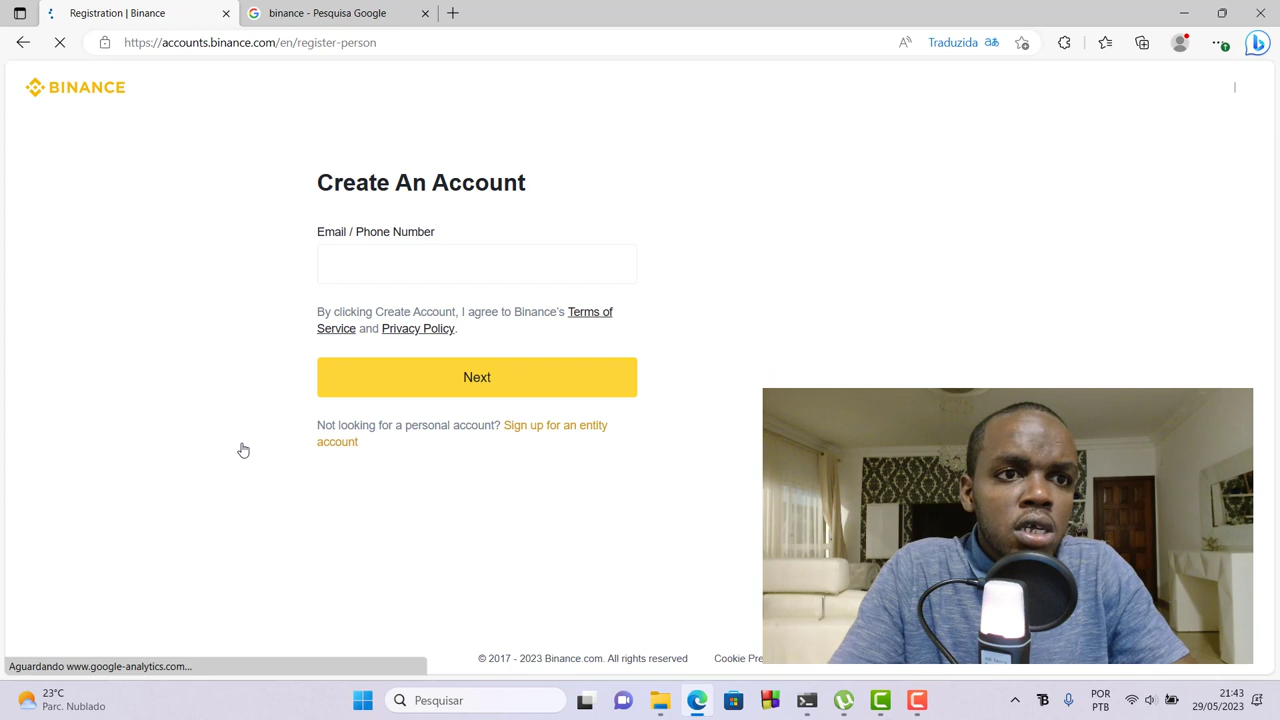 Registration | Binance
binance - Pesquisa Google
https://accounts.binance.com/en/register-person
Traduzida
BINANCE
Create An Account
Email / Phone Number
By clicking Create Account, I agree to Binance's Terms of
Service and Privacy Policy.
Next
Not looking for a personal account? Sign up for an entity
account
© 2017 - 2023 Binance.com. All rights reserved
Cookie Pre
Aguardando www.google-analytics.com...
23°C
Parc. Nublado
Pesquisar
POR
PTB
21:43
29/05/2023